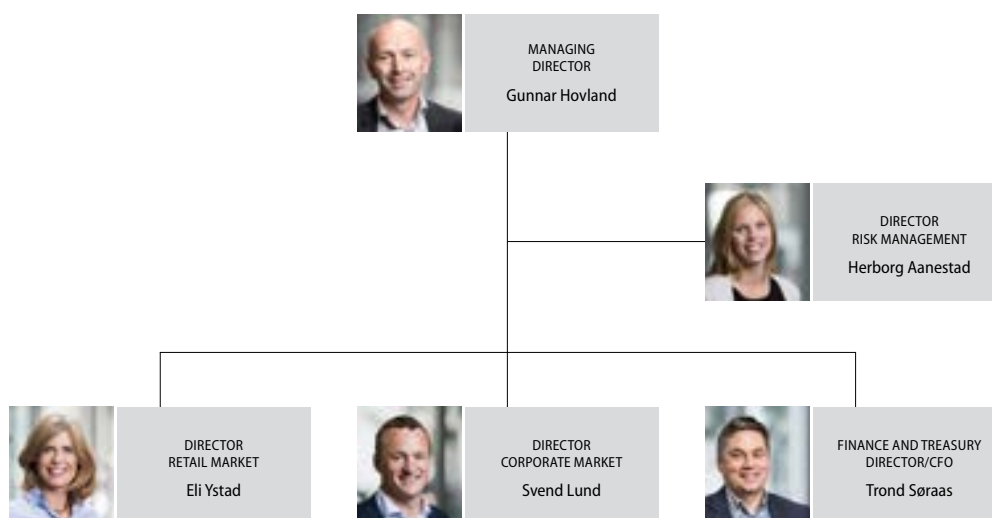 MANAGING
DIRECTOR
Gunnar Hovland
DIRECTOR
RISK MANAGEMENT
Herborg Aanestad
DIRECTOR
RETAIL MARKET
Eli Ystad
DIRECTOR
CORPORATE MARKET
Svend Lund
FINANCE AND TREASURY
DIRECTOR/CFO
Trond Søraas